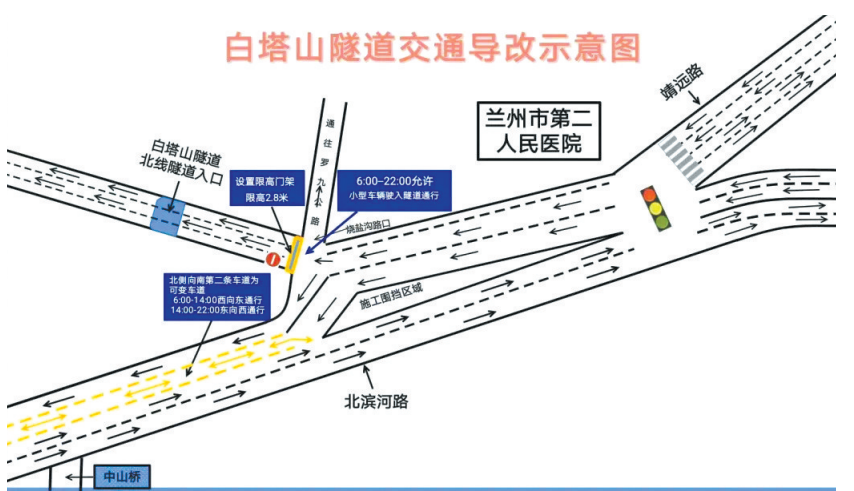 白塔山隧道交通导改示意图
靖远路
兰州市第二
人民医院
通往罗九公路
白塔山隧道
北线隧道入口
设置限高门架
限高2.8米
6:00-22:00允许
小型车辆驶入隧道通行
烧盐沟路口
北侧向南第二条车道为
可变车道
6:00-14:00西向东通行
14:00-22:00东向西通行
施工围挡区域
北滨河路
中山桥